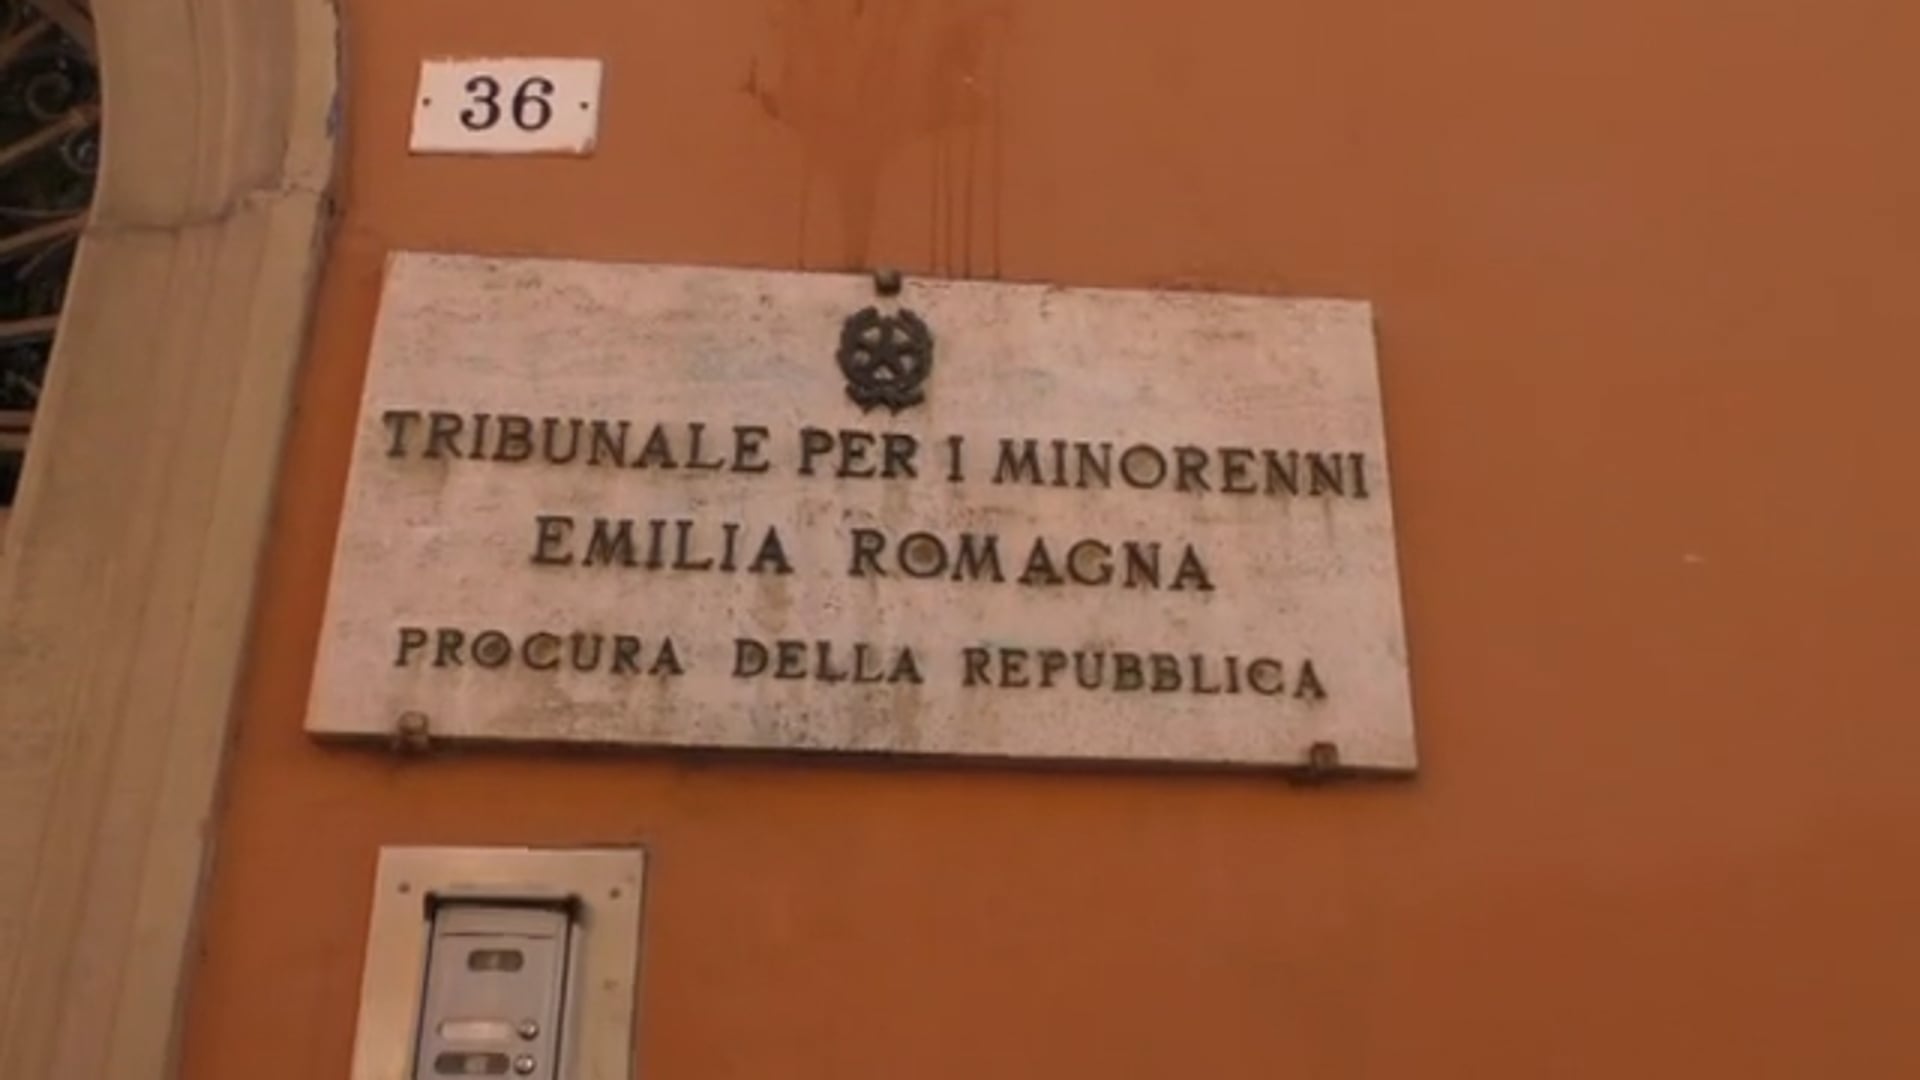 36
TRIBUNALE PER I MINORENNI
EMILIA ROMAGNA
PROCURA DELLA REPUBBLICA